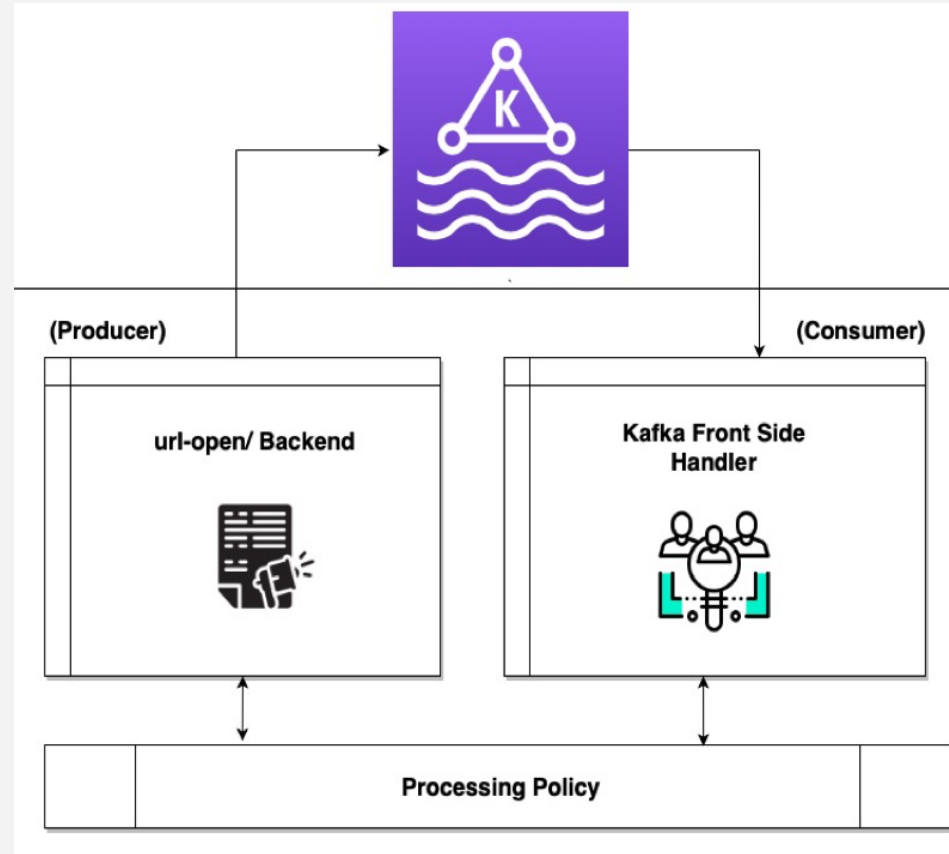 K
(Producer)
(Consumer)
url-open/ Backend
Kafka Front Side
Handler
Processing Policy